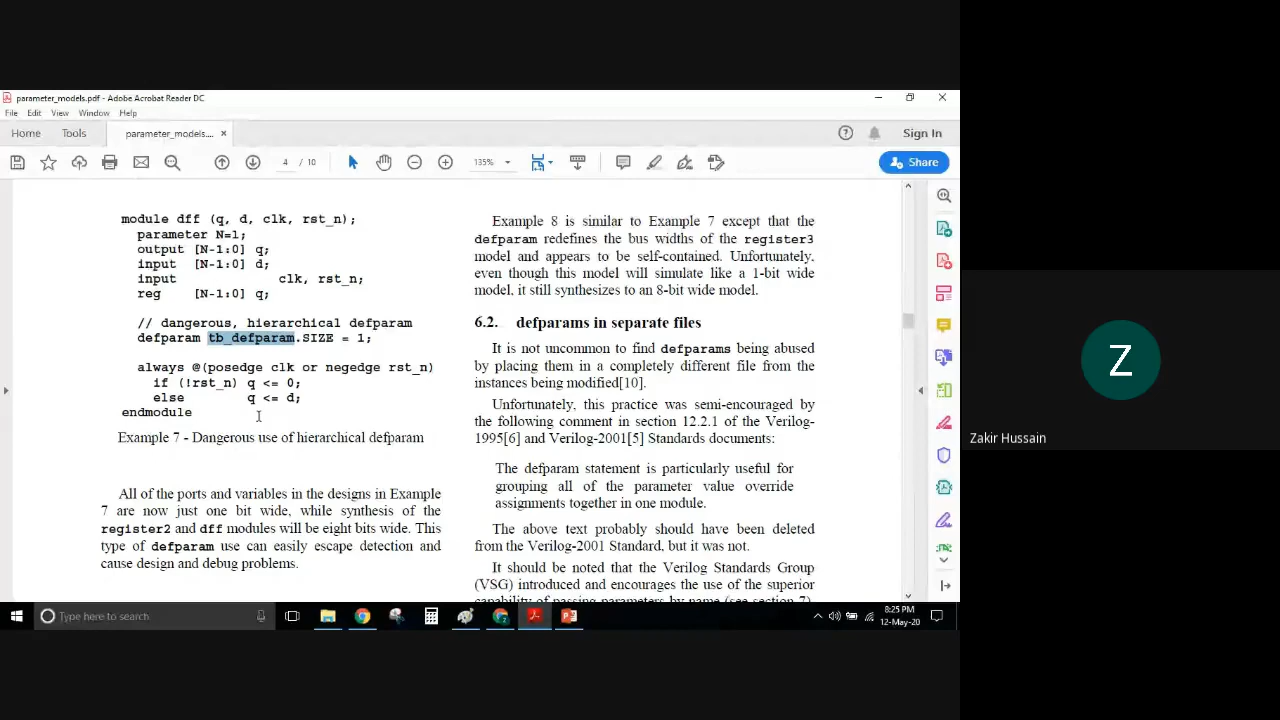 parameter_models.pdf - Adobe Acrobat Reader DC
File Edit View Window Help
Home Tools parameter_models.... × Sign In
4 / 10 135% Share
module dff (q, d, clk, rst_n);
parameter N=1;
output [N-1:0] q;
input [N-1:0] d;
input clk, rst_n;
reg [N-1:0] q;
// dangerous, hierarchical defparam
defparam tb_defparam.SIZE = 1;
always @(posedge clk or negedge rst_n)
if (!rst_n) q <= 0;
else q <= d;
endmodule
Example 7 - Dangerous use of hierarchical defparam
All of the ports and variables in the designs in Example
7 are now just one bit wide, while synthesis of the
register2 and dff modules will be eight bits wide. This
type of defparam use can easily escape detection and
cause design and debug problems.
Example 8 is similar to Example 7 except that the
defparam redefines the bus widths of the register3
model and appears to be self-contained. Unfortunately,
even though this model will simulate like a 1-bit wide
model, it still synthesizes to an 8-bit wide model.
6.2. defparams in separate files
It is not uncommon to find defparams being abused
by placing them in a completely different file from the
instances being modified[10].
Unfortunately, this practice was semi-encouraged by
the following comment in section 12.2.1 of the Verilog-
1995[6] and Verilog-2001[5] Standards documents:
The defparam statement is particularly useful for
grouping all of the parameter value override
assignments together in one module.
The above text probably should have been deleted
from the Verilog-2001 Standard, but it was not.
It should be noted that the Verilog Standards Group
(VSG) introduced and encourages the use of the superior
capability of passing parameters by name (see section 7)
Z
Zakir Hussain
Type here to search
8:25 PM
12-May-20